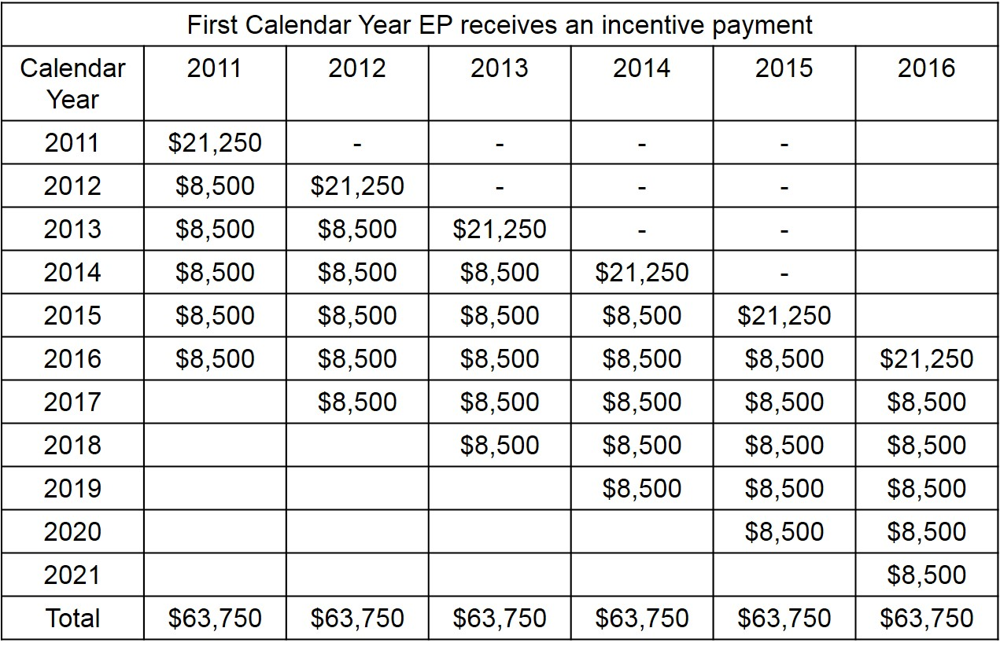 First Calendar Year EP receives an incentive payment
Calendar Year 2011 2012 2013 2014 2015 2016
2011 $21,250 - - - -
2012 $8,500 $21,250 - - -
2013 $8,500 $8,500 $21,250 - -
2014 $8,500 $8,500 $8,500 $21,250 -
2015 $8,500 $8,500 $8,500 $8,500 $21,250
2016 $8,500 $8,500 $8,500 $8,500 $8,500 $21,250
2017 $8,500 $8,500 $8,500 $8,500 $8,500
2018 $8,500 $8,500 $8,500 $8,500
2019 $8,500 $8,500 $8,500
2020 $8,500 $8,500
2021 $8,500
Total $63,750 $63,750 $63,750 $63,750 $63,750 $63,750